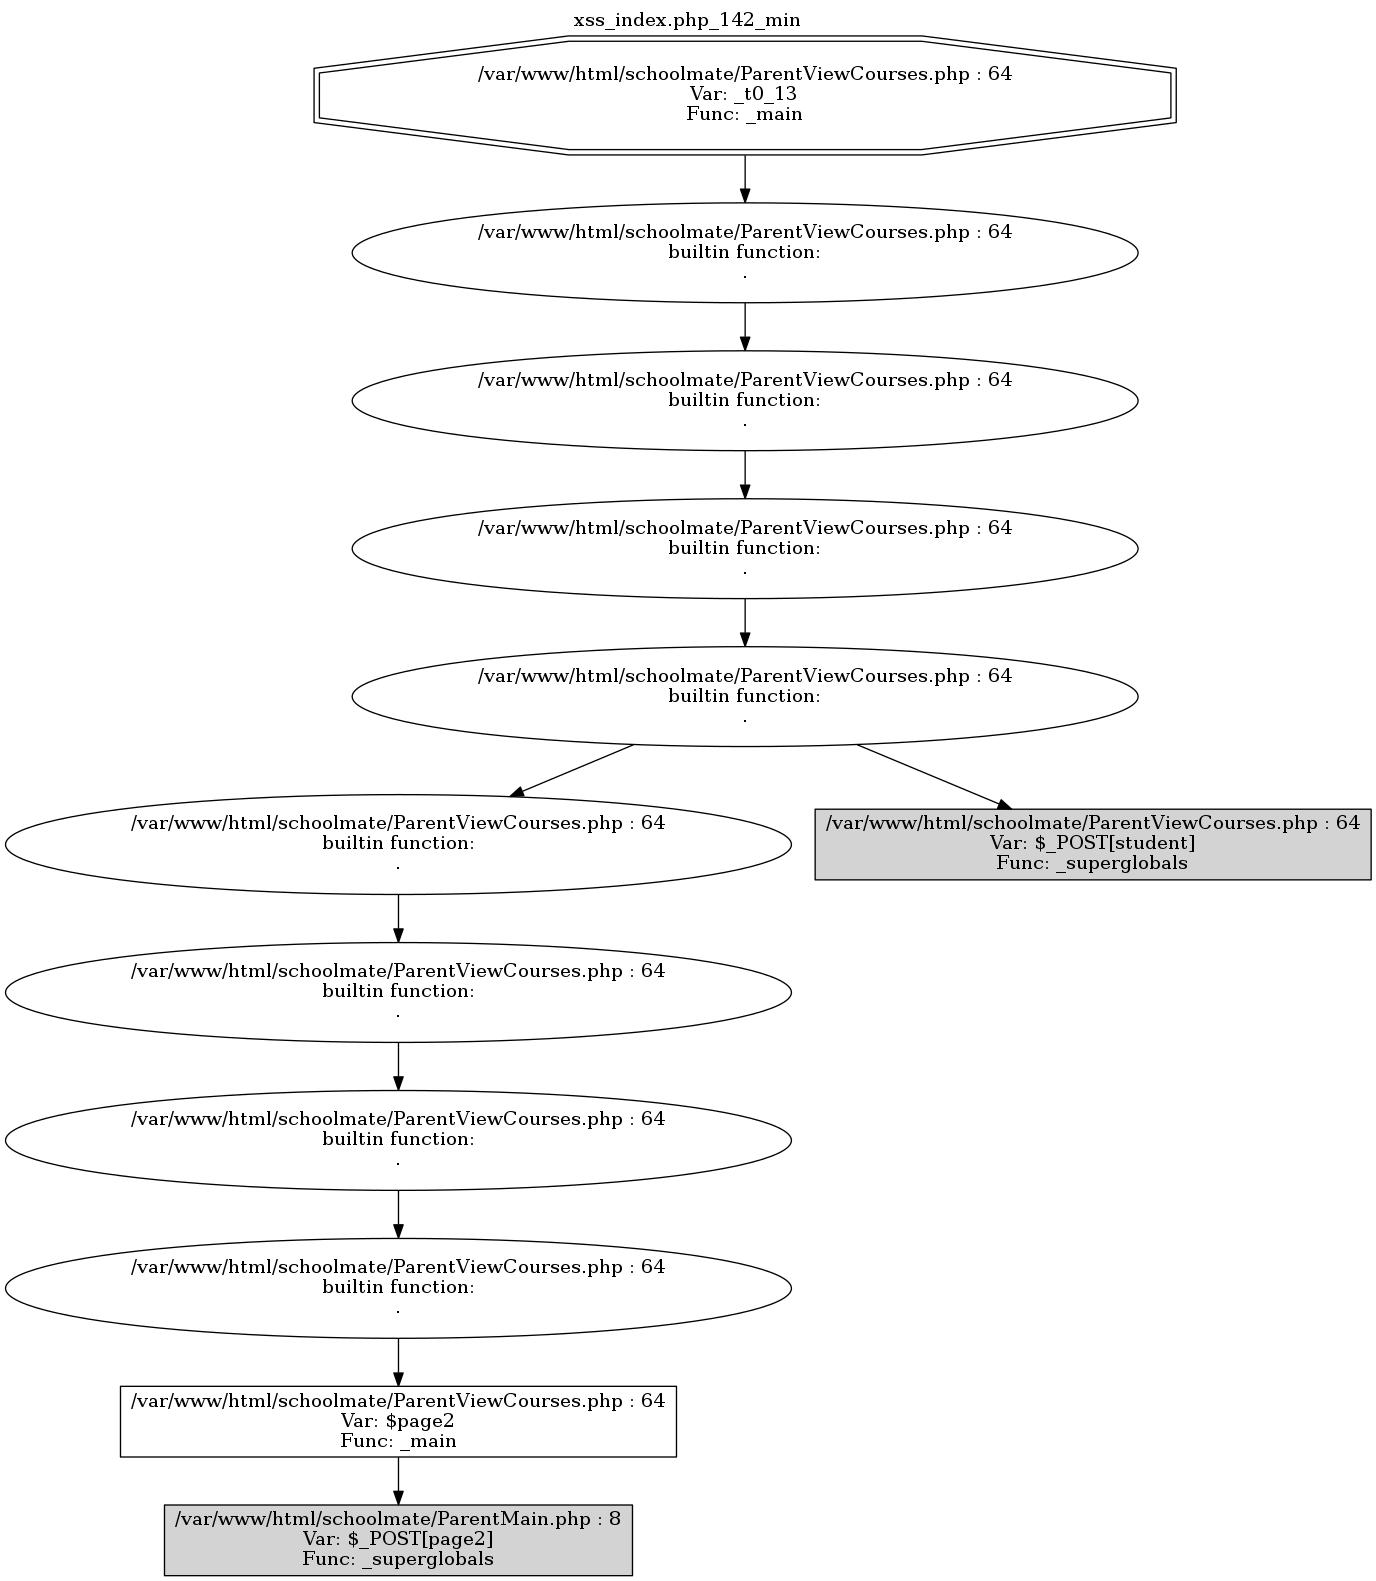 xss_index.php_142_min
/var/www/html/schoolmate/ParentViewCourses.php : 64
Var: _t0_13
Func: _main
/var/www/html/schoolmate/ParentViewCourses.php : 64
builtin function:
.
/var/www/html/schoolmate/ParentViewCourses.php : 64
builtin function:
.
/var/www/html/schoolmate/ParentViewCourses.php : 64
builtin function:
.
/var/www/html/schoolmate/ParentViewCourses.php : 64
builtin function:
.
/var/www/html/schoolmate/ParentViewCourses.php : 64
builtin function:
.
/var/www/html/schoolmate/ParentViewCourses.php : 64
Var: $_POST[student]
Func: _superglobals
/var/www/html/schoolmate/ParentViewCourses.php : 64
builtin function:
.
/var/www/html/schoolmate/ParentViewCourses.php : 64
builtin function:
.
/var/www/html/schoolmate/ParentViewCourses.php : 64
builtin function:
.
/var/www/html/schoolmate/ParentViewCourses.php : 64
Var: $page2
Func: _main
/var/www/html/schoolmate/ParentMain.php : 8
Var: $_POST[page2]
Func: _superglobals